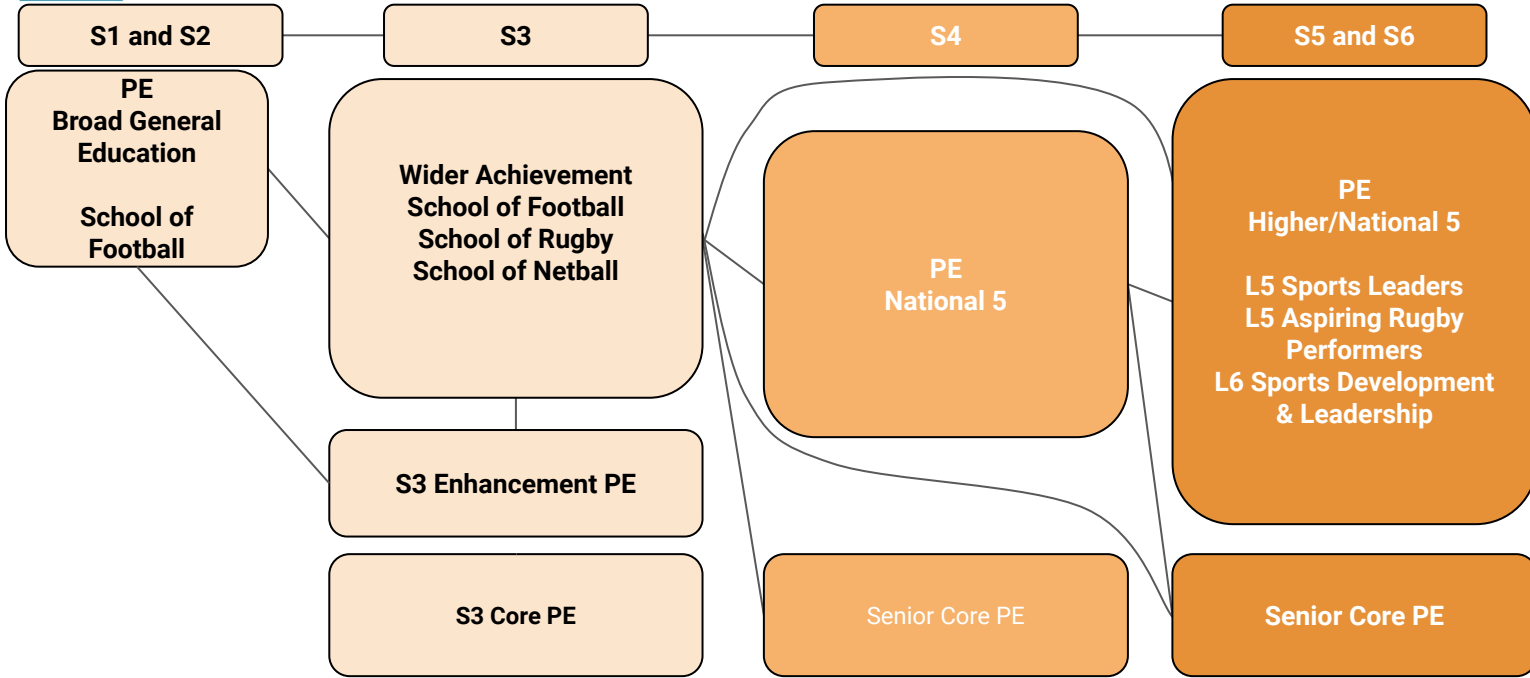 S1 and S2
S3
S4
S5 and S6
PE
Broad General
Education
School of
Football
Wider Achievement
School of Football
School of Rugby
School of Netball
S3 Enhancement PE
S3 Core PE
PE
National 5
Senior Core PE
PE
Higher/National 5
L5 Sports Leaders
L5 Aspiring Rugby
Performers
L6 Sports Development
& Leadership
Senior Core PE